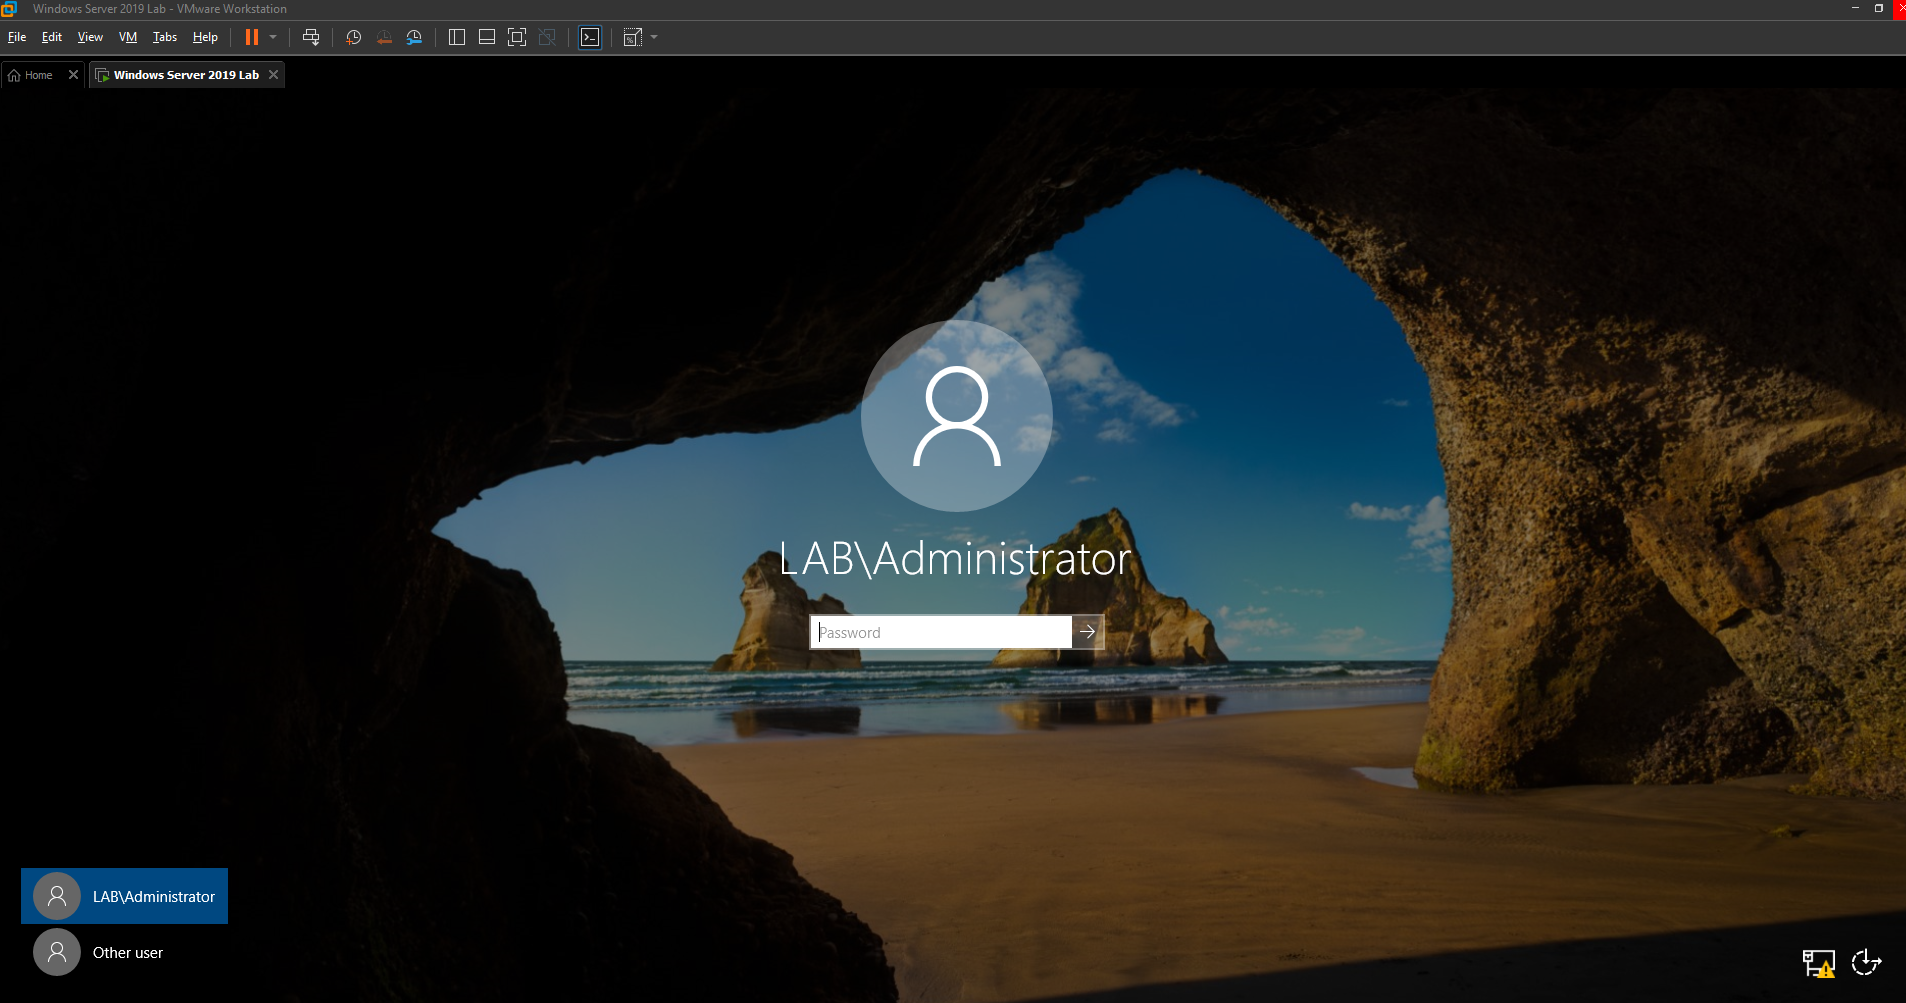 Windows Server 2019 Lab - VMware Workstation
File Edit View VM Tabs Help
Home Windows Server 2019 Lab
LAB\Administrator
Password
LAB\Administrator
Other user